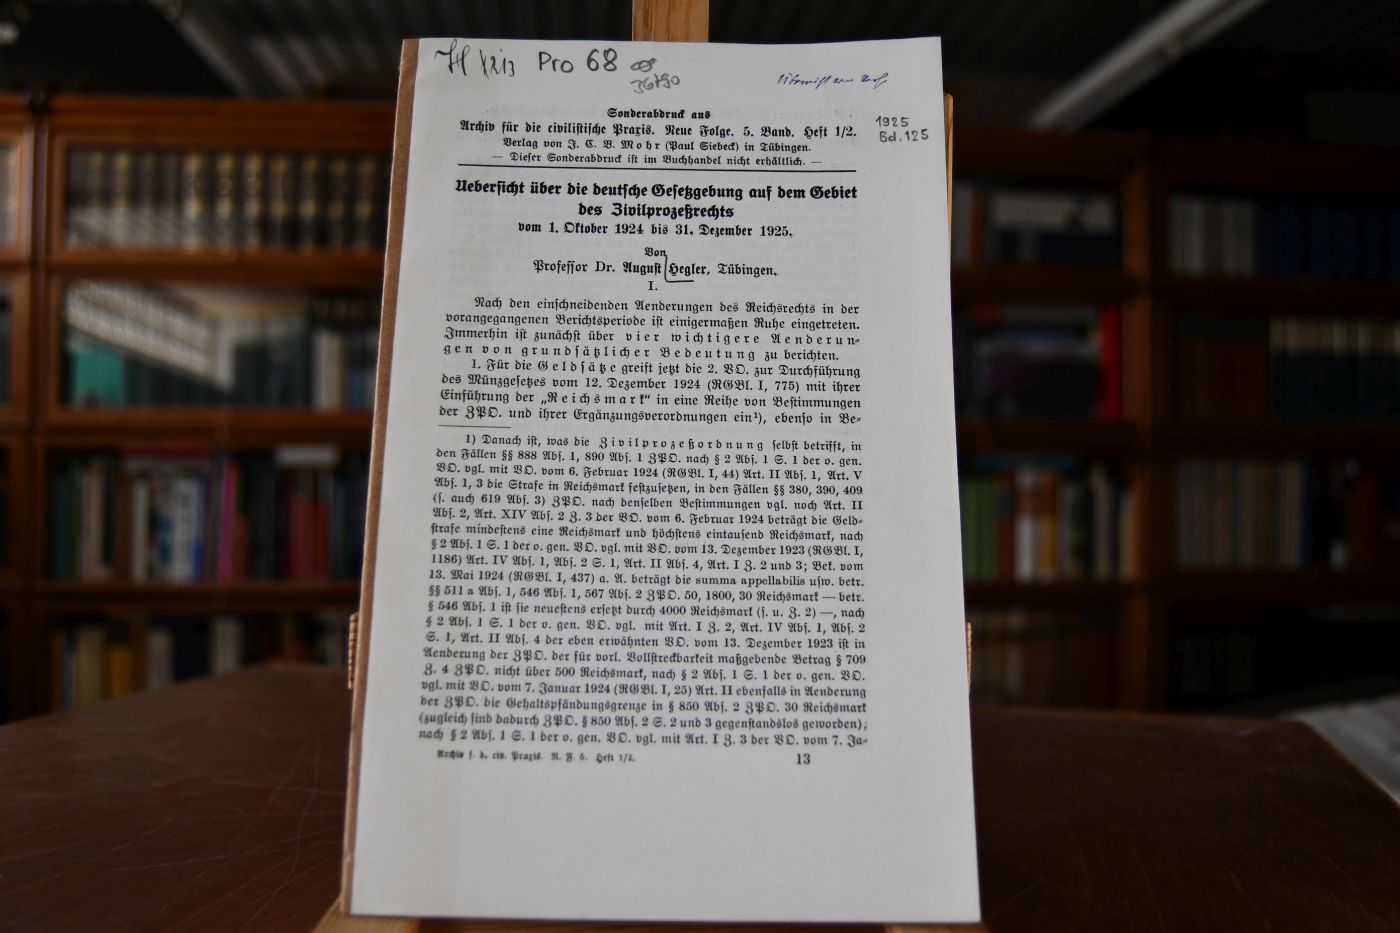 Pro 68
36790
1925
Bd. 125
Sonderabdruck aus
Archiv für die civilistische Praxis. Neue Folge. 5. Band. Heft 1/2.
Verlag von J. C. B. Mohr (Paul Siebeck) in Tübingen.
— Dieser Sonderabdruck ist im Buchhandel nicht erhältlich. —
Uebersicht über die deutsche Gesetzgebung auf dem Gebiet
des Zivilprozeßrechts
vom 1. Oktober 1924 bis 31. Dezember 1925.
Von
Professor Dr. August Hegler, Tübingen.
I.
Nach den einschneidenden Aenderungen des Reichsrechts in der
vorangegangenen Berichtsperiode ist einigermaßen Ruhe eingetreten.
Immerhin ist zunächst über vier wichtigere Aenderun-
gen von grundsätzlicher Bedeutung zu berichten.
1. Für die Geldsätze greift jetzt die 2. VO. zur Durchführung
des Münzgesetzes vom 12. Dezember 1924 (RGBl. I, 775) mit ihrer
Einführung der „Reichsmark“ in eine Reihe von Bestimmungen
der ZPO. und ihrer Ergänzungsverordnungen ein¹), ebenso in Be-
1) Danach ist, was die Zivilprozeßordnung selbst betrifft, in
den Fällen §§ 888 Abs. 1, 890 Abs. 1 ZPO. nach § 2 Abs. 1 S. 1 der o. gen.
VO. vgl. mit VO. vom 6. Februar 1924 (RGBl. I, 44) Art. II Abs. 1, Art. V
Abs. 1, 3 die Strafe in Reichsmark festzusetzen, in den Fällen §§ 380, 390, 409
(s. auch 619 Abs. 3) ZPO. nach denselben Bestimmungen vgl. noch Art. II
Abs. 2, Art. XIV Abs. 2 Z. 3 der VO. vom 6. Februar 1924 beträgt die Geld-
strafe mindestens eine Reichsmark und höchstens eintausend Reichsmark, nach
§ 2 Abs. 1 S. 1 der o. gen. VO. vgl. mit VO. vom 13. Dezember 1923 (RGBl. I,
1186) Art. IV Abs. 1, Abs. 2 S. 1, Art. II Abs. 4, Art. I Z. 2 und 3; Bek. vom
13. Mai 1924 (RGBl. I, 437) a. A. beträgt die summa appellabilis usw. betr.
§§ 511 a Abs. 1, 546 Abs. 1, 567 Abs. 2 ZPO. 50, 1800, 30 Reichsmark — betr.
§ 546 Abs. 1 ist sie neuestens ersetzt durch 4000 Reichsmark (s. u. Z. 2) —, nach
§ 2 Abs. 1 S. 1 der o. gen. VO. vgl. mit Art. I Z. 2, Art. IV Abs. 1, Abs. 2
S. 1, Art. II Abs. 4 der eben erwähnten VO. vom 13. Dezember 1923 ist in
Aenderung der ZPO. der für vorl. Vollstreckbarkeit maßgebende Betrag § 709
Z. 4 ZPO. nicht über 500 Reichsmark, nach § 2 Abs. 1 S. 1 der o. gen. VO.
vgl. mit VO. vom 7. Januar 1924 (RGBl. I, 25) Art. II ebenfalls in Aenderung
der ZPO. die Gehaltspfändungsgrenze in § 850 Abs. 2 ZPO. 30 Reichsmark
(zugleich sind dadurch ZPO. § 850 Abs. 2 S. 2 und 3 gegenstandslos geworden),
nach § 2 Abs. 1 S. 1 der o. gen. VO. vgl. mit Art. I Z. 3 der VO. vom 7. Ja-
Archiv f. d. civ. Praxis. N. F. 5. Heft 1/2.
13